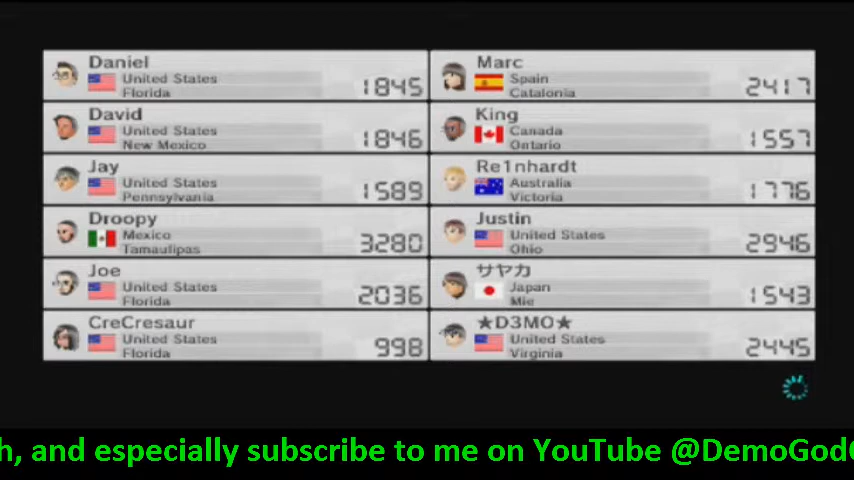 Daniel
United States
Florida
1845
Marc
Spain
Catalonia
2417
David
United States
New Mexico
1846
King
Canada
Ontario
1557
Jay
United States
Pennsylvania
1589
Re1nhardt
Australia
Victoria
1776
Droopy
Mexico
Tamaulipas
3280
Justin
United States
Ohio
2946
Joe
United States
Florida
2036
サヤカ
Japan
Mie
1543
CreCresaur
United States
Florida
998
★D3MO★
United States
Virginia
2445
h, and especially subscribe to me on YouTube @DemoGod